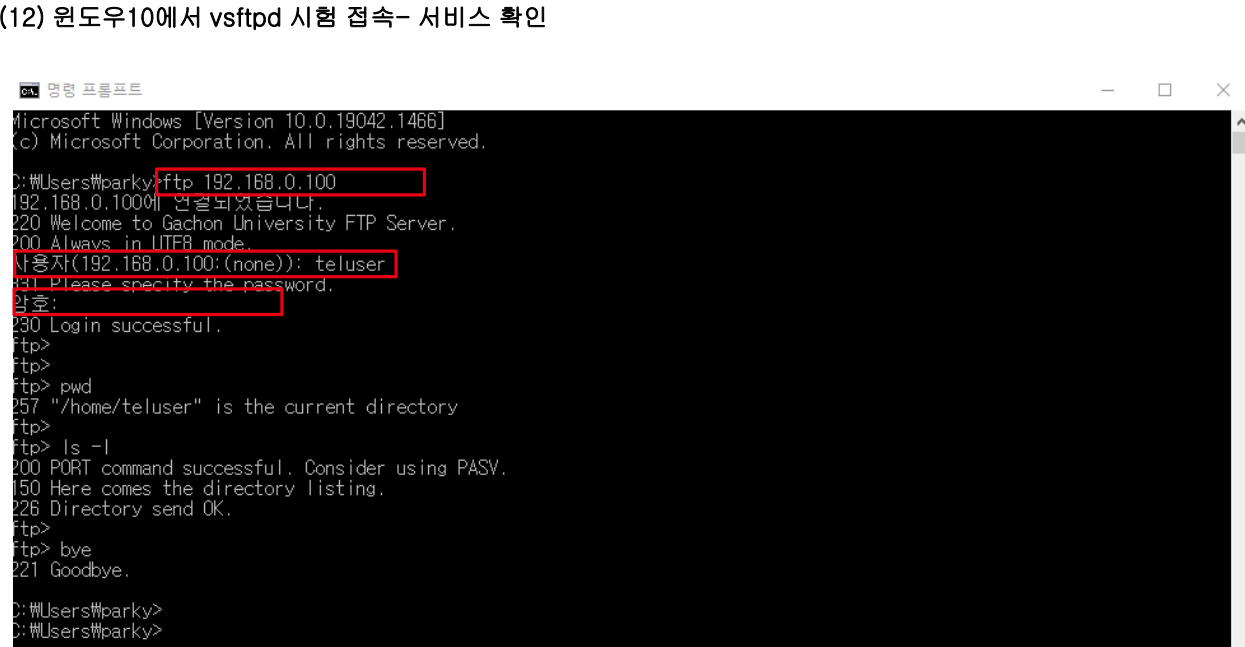 (12) 윈도우10에서 vsftpd 시험 접속- 서비스 확인
명령 프롬프트
Microsoft Windows [Version 10.0.19042.1466]
(c) Microsoft Corporation. All rights reserved.
C:₩Users₩parky>ftp 192.168.0.100
192.168.0.100에 연결되었습니다.
220 Welcome to Gachon University FTP Server.
200 Always in UTF8 mode.
사용자(192.168.0.100:(none)): teluser
331 Please specify the password.
암호:
230 Login successful.
ftp>
ftp>
ftp> pwd
257 "/home/teluser" is the current directory
ftp>
ftp> ls -l
200 PORT command successful. Consider using PASV.
150 Here comes the directory listing.
226 Directory send OK.
ftp>
ftp> bye
221 Goodbye.
C:₩Users₩parky>
C:₩Users₩parky>